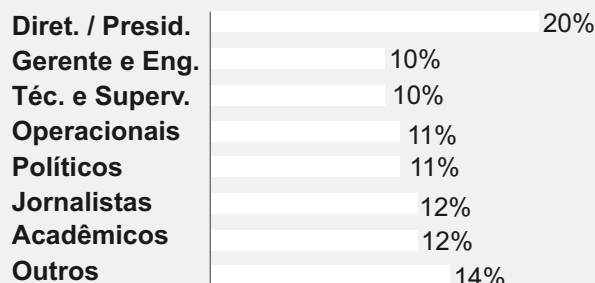 Diret. / Presid. 20%
Gerente e Eng. 10%
Téc. e Superv. 10%
Operacionais 11%
Políticos 11%
Jornalistas 12%
Acadêmicos 12%
Outros 14%